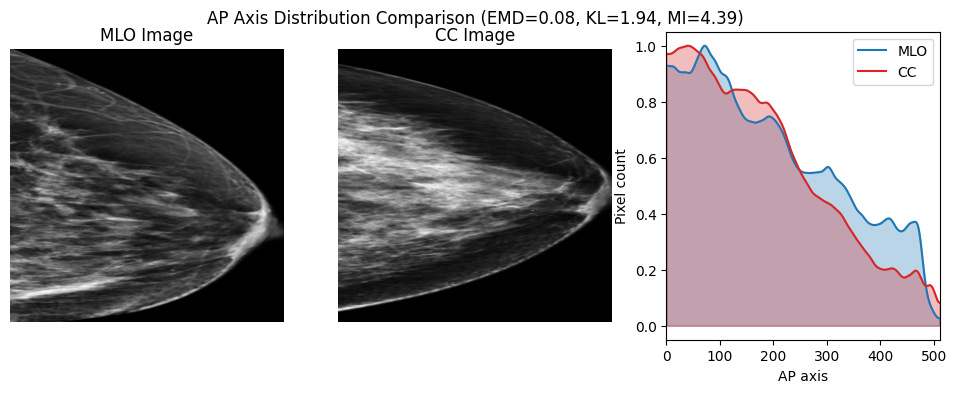 AP Axis Distribution Comparison (EMD=0.08, KL=1.94, MI=4.39)
MLO Image
CC Image
MLO
CC
1.0
0.8
0.6
0.4
0.2
0.0
Pixel count
0
100
200
300
400
500
AP axis